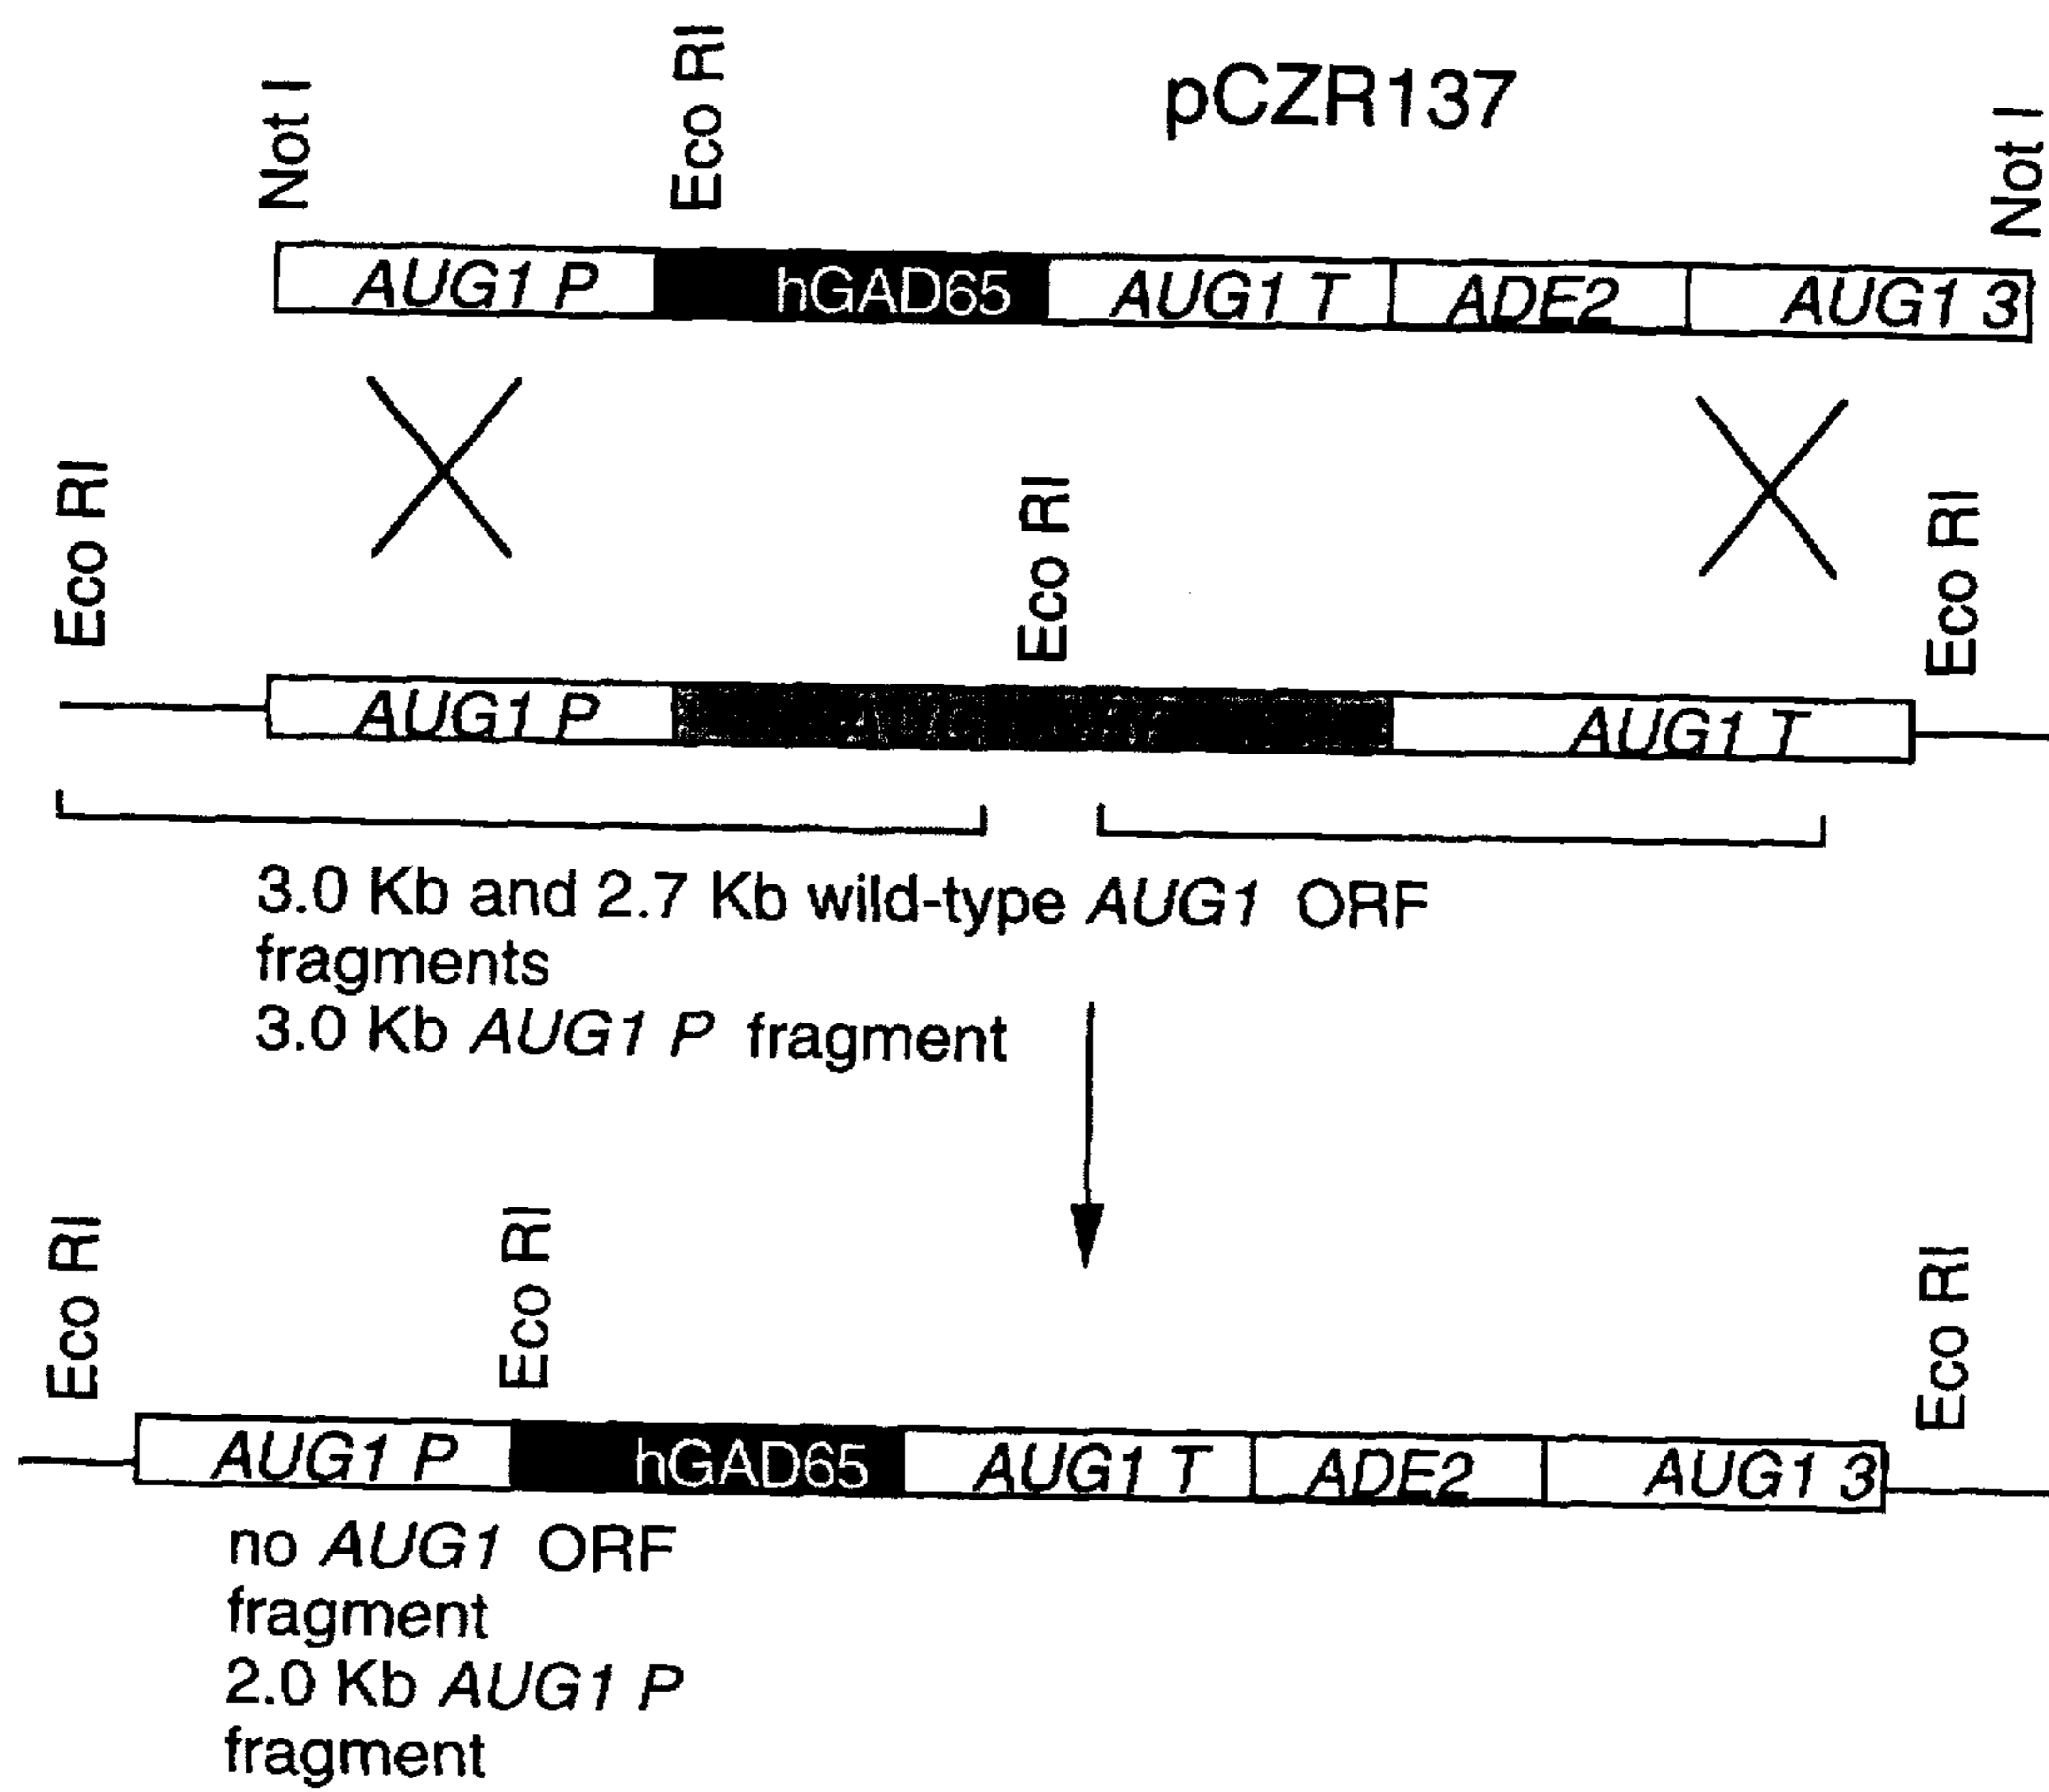 pCZR137
Not I
Eco RI
Not I
AUG1 P
hGAD65
AUG1 T
ADE2
AUG1 3
Eco RI
Eco RI
Eco RI
AUG1 P
AUG1 T
3.0 Kb and 2.7 Kb wild-type AUG1 ORF
fragments
3.0 Kb AUG1 P fragment
Eco RI
Eco RI
Eco RI
AUG1 P
hGAD65
AUG1 T
ADE2
AUG1 3
no AUG1 ORF
fragment
2.0 Kb AUG1 P
fragment